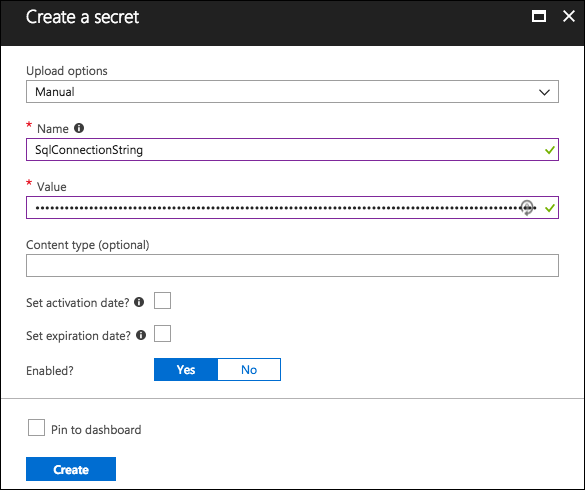 Create a secret
Upload options
Manual
* Name
SqlConnectionString
* Value
••••••••••••••••••••••••••••••••••••••••••••••••••••••••••••••••••••••••••••••••••••••••
Content type (optional)
Set activation date?
Set expiration date?
Enabled? Yes No
Pin to dashboard
Create